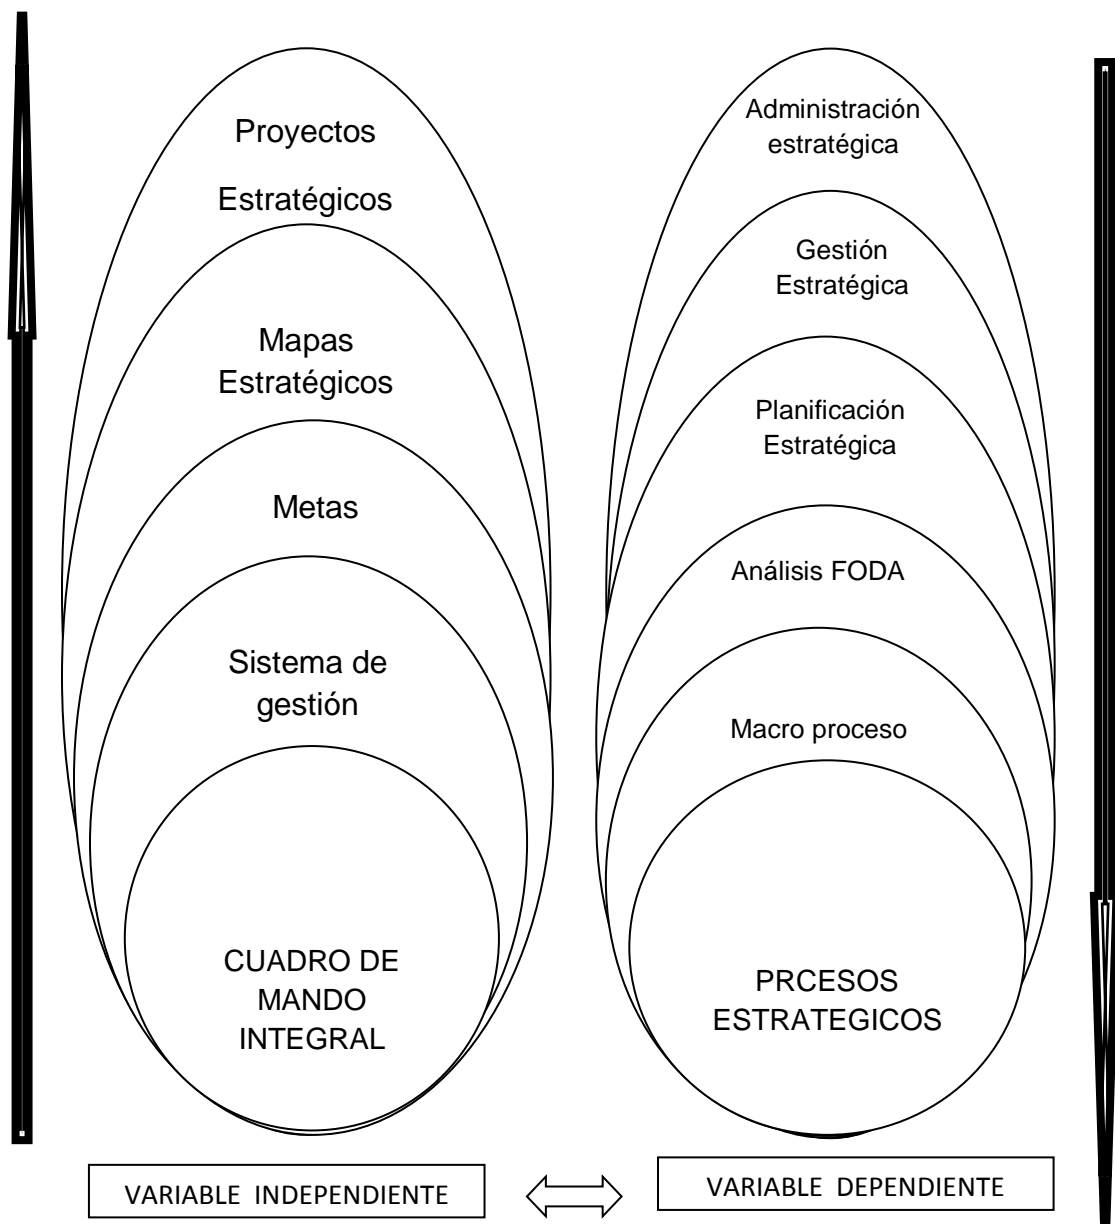 Proyectos
Estratégicos
Mapas
Estratégicos
Metas
Sistema de
gestión
CUADRO DE
MANDO
INTEGRAL
VARIABLE INDEPENDIENTE
Administración
estratégica
Gestión
Estratégica
Planificación
Estratégica
Análisis FODA
Macro proceso
PRCESOS
ESTRATEGICOS
VARIABLE DEPENDIENTE